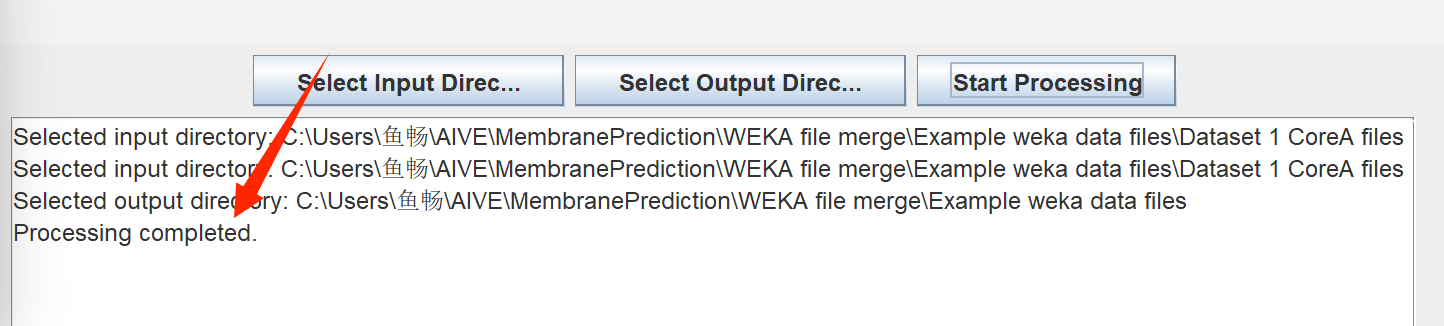 Select Input Direc... Select Output Direc... Start Processing
Selected input directory: C:\Users\鱼畅\AIVE\MembranePrediction\WEKA file merge\Example weka data files\Dataset 1 CoreA files
Selected input directory: C:\Users\鱼畅\AIVE\MembranePrediction\WEKA file merge\Example weka data files\Dataset 1 CoreA files
Selected output directory: C:\Users\鱼畅\AIVE\MembranePrediction\WEKA file merge\Example weka data files
Processing completed.